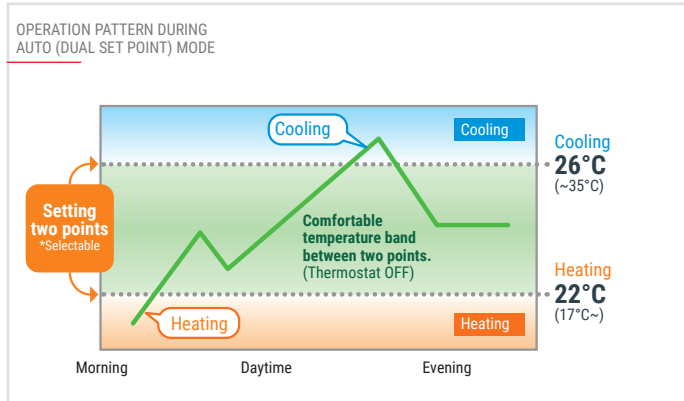 OPERATION PATTERN DURING
AUTO (DUAL SET POINT) MODE
Cooling
Cooling
Cooling
26°C
(~35°C)
Setting
two points
*Selectable
Comfortable
temperature band
between two points.
(Thermostat OFF)
Heating
22°C
(17°C~)
Heating
Heating
Morning
Daytime
Evening